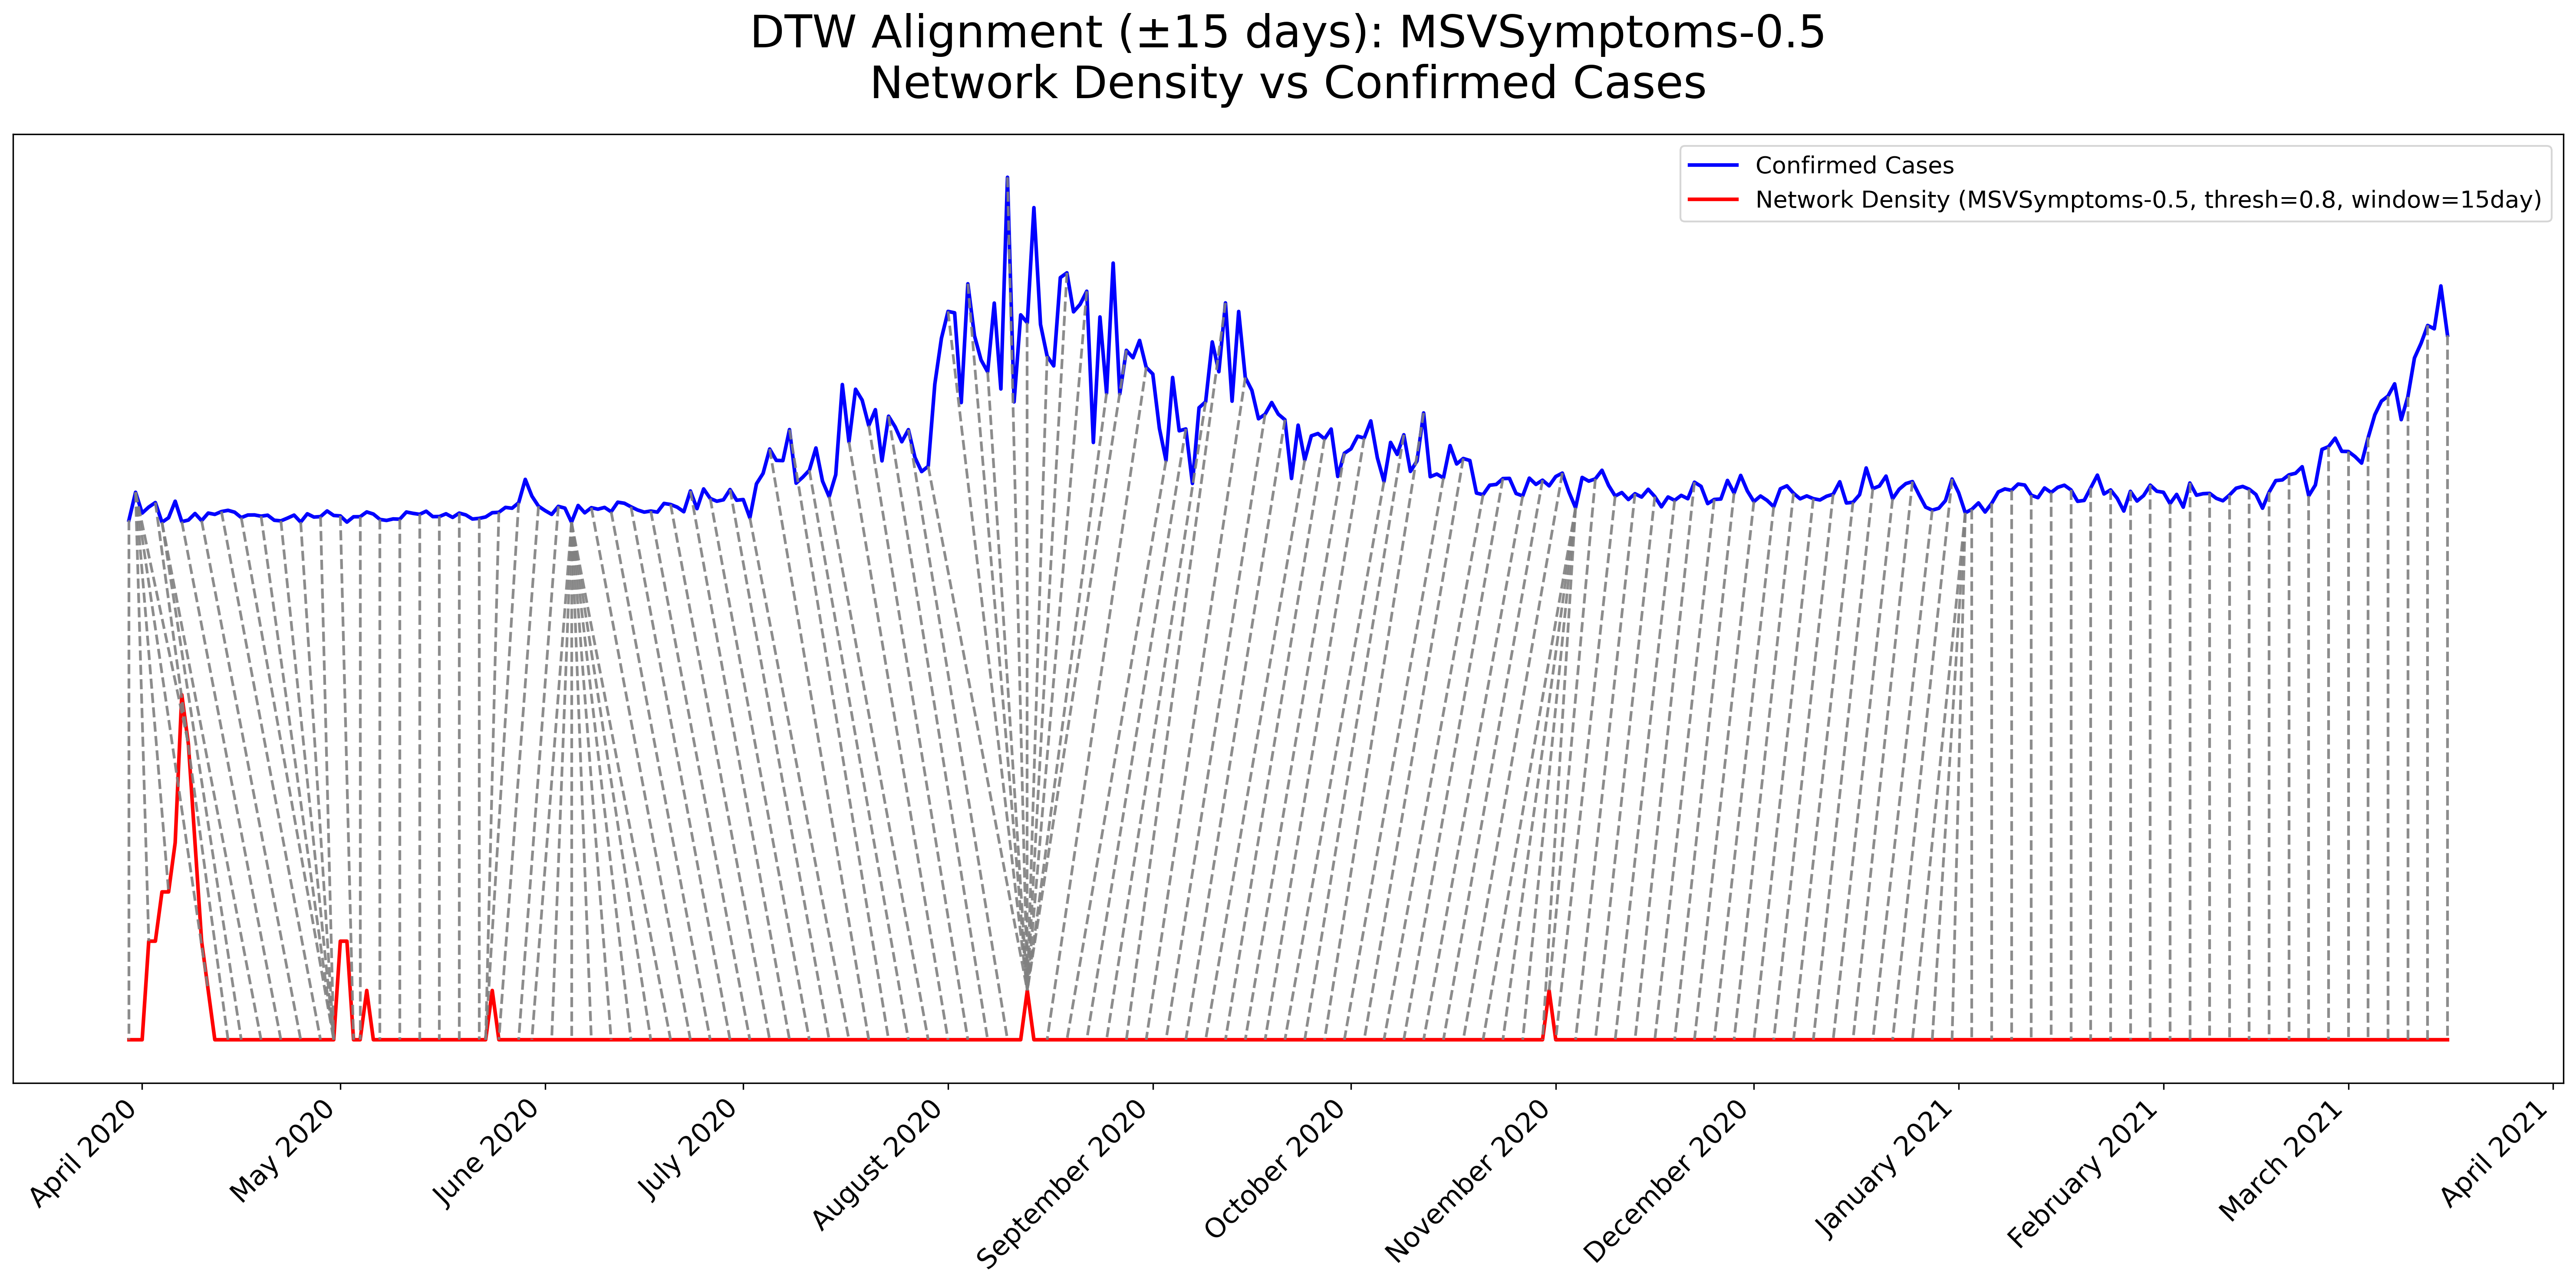 DTW Alignment (±15 days): MSVSymptoms-0.5
Network Density vs Confirmed Cases
Confirmed Cases
Network Density (MSVSymptoms-0.5, thresh=0.8, window=15day)
April 2020
May 2020
June 2020
July 2020
August 2020
September 2020
October 2020
November 2020
December 2020
January 2021
February 2021
March 2021
April 2021